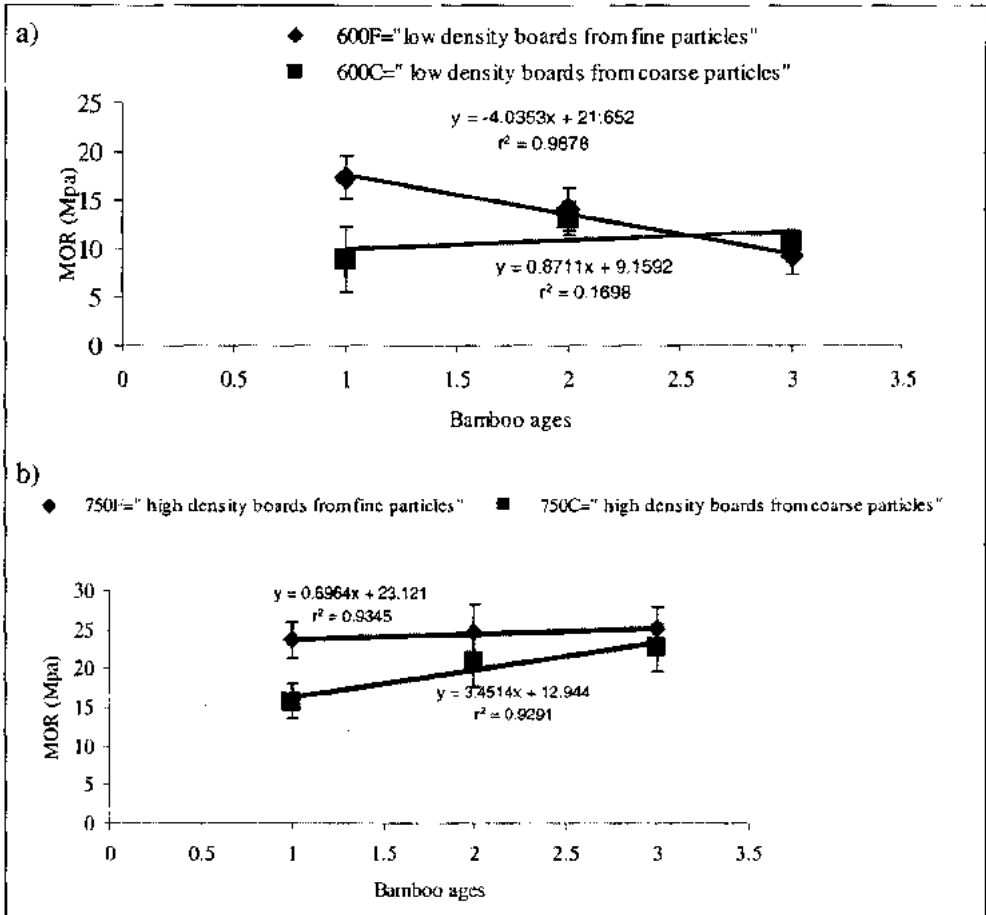 a)
600F="low density boards from fine particles"
600C=" low density boards from coarse particles"
25
20
15
10
5
0
MOR (Mpa)
y = -4.0353x + 21.652
r² = 0.9878
y = 0.8711x + 9.1592
r² = 0.1698
0 0.5 1 1.5 2 2.5 3 3.5
Bamboo ages
b)
750F=" high density boards from fine particles" 750C=" high density boards from coarse particles"
30
25
20
15
10
5
0
MOR (Mpa)
y = 0.6964x + 23.121
r² = 0.9345
y = 3.4514x + 12.944
r² = 0.9291
0 0.5 1 1.5 2 2.5 3 3.5
Bamboo ages